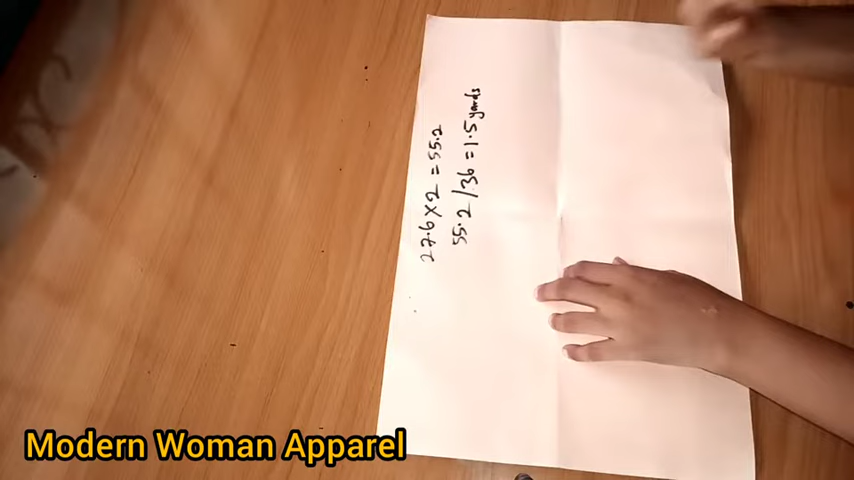 27.6 x 2 = 55.2
55.2 / 36 = 1.5 yards
Modern Woman Apparel